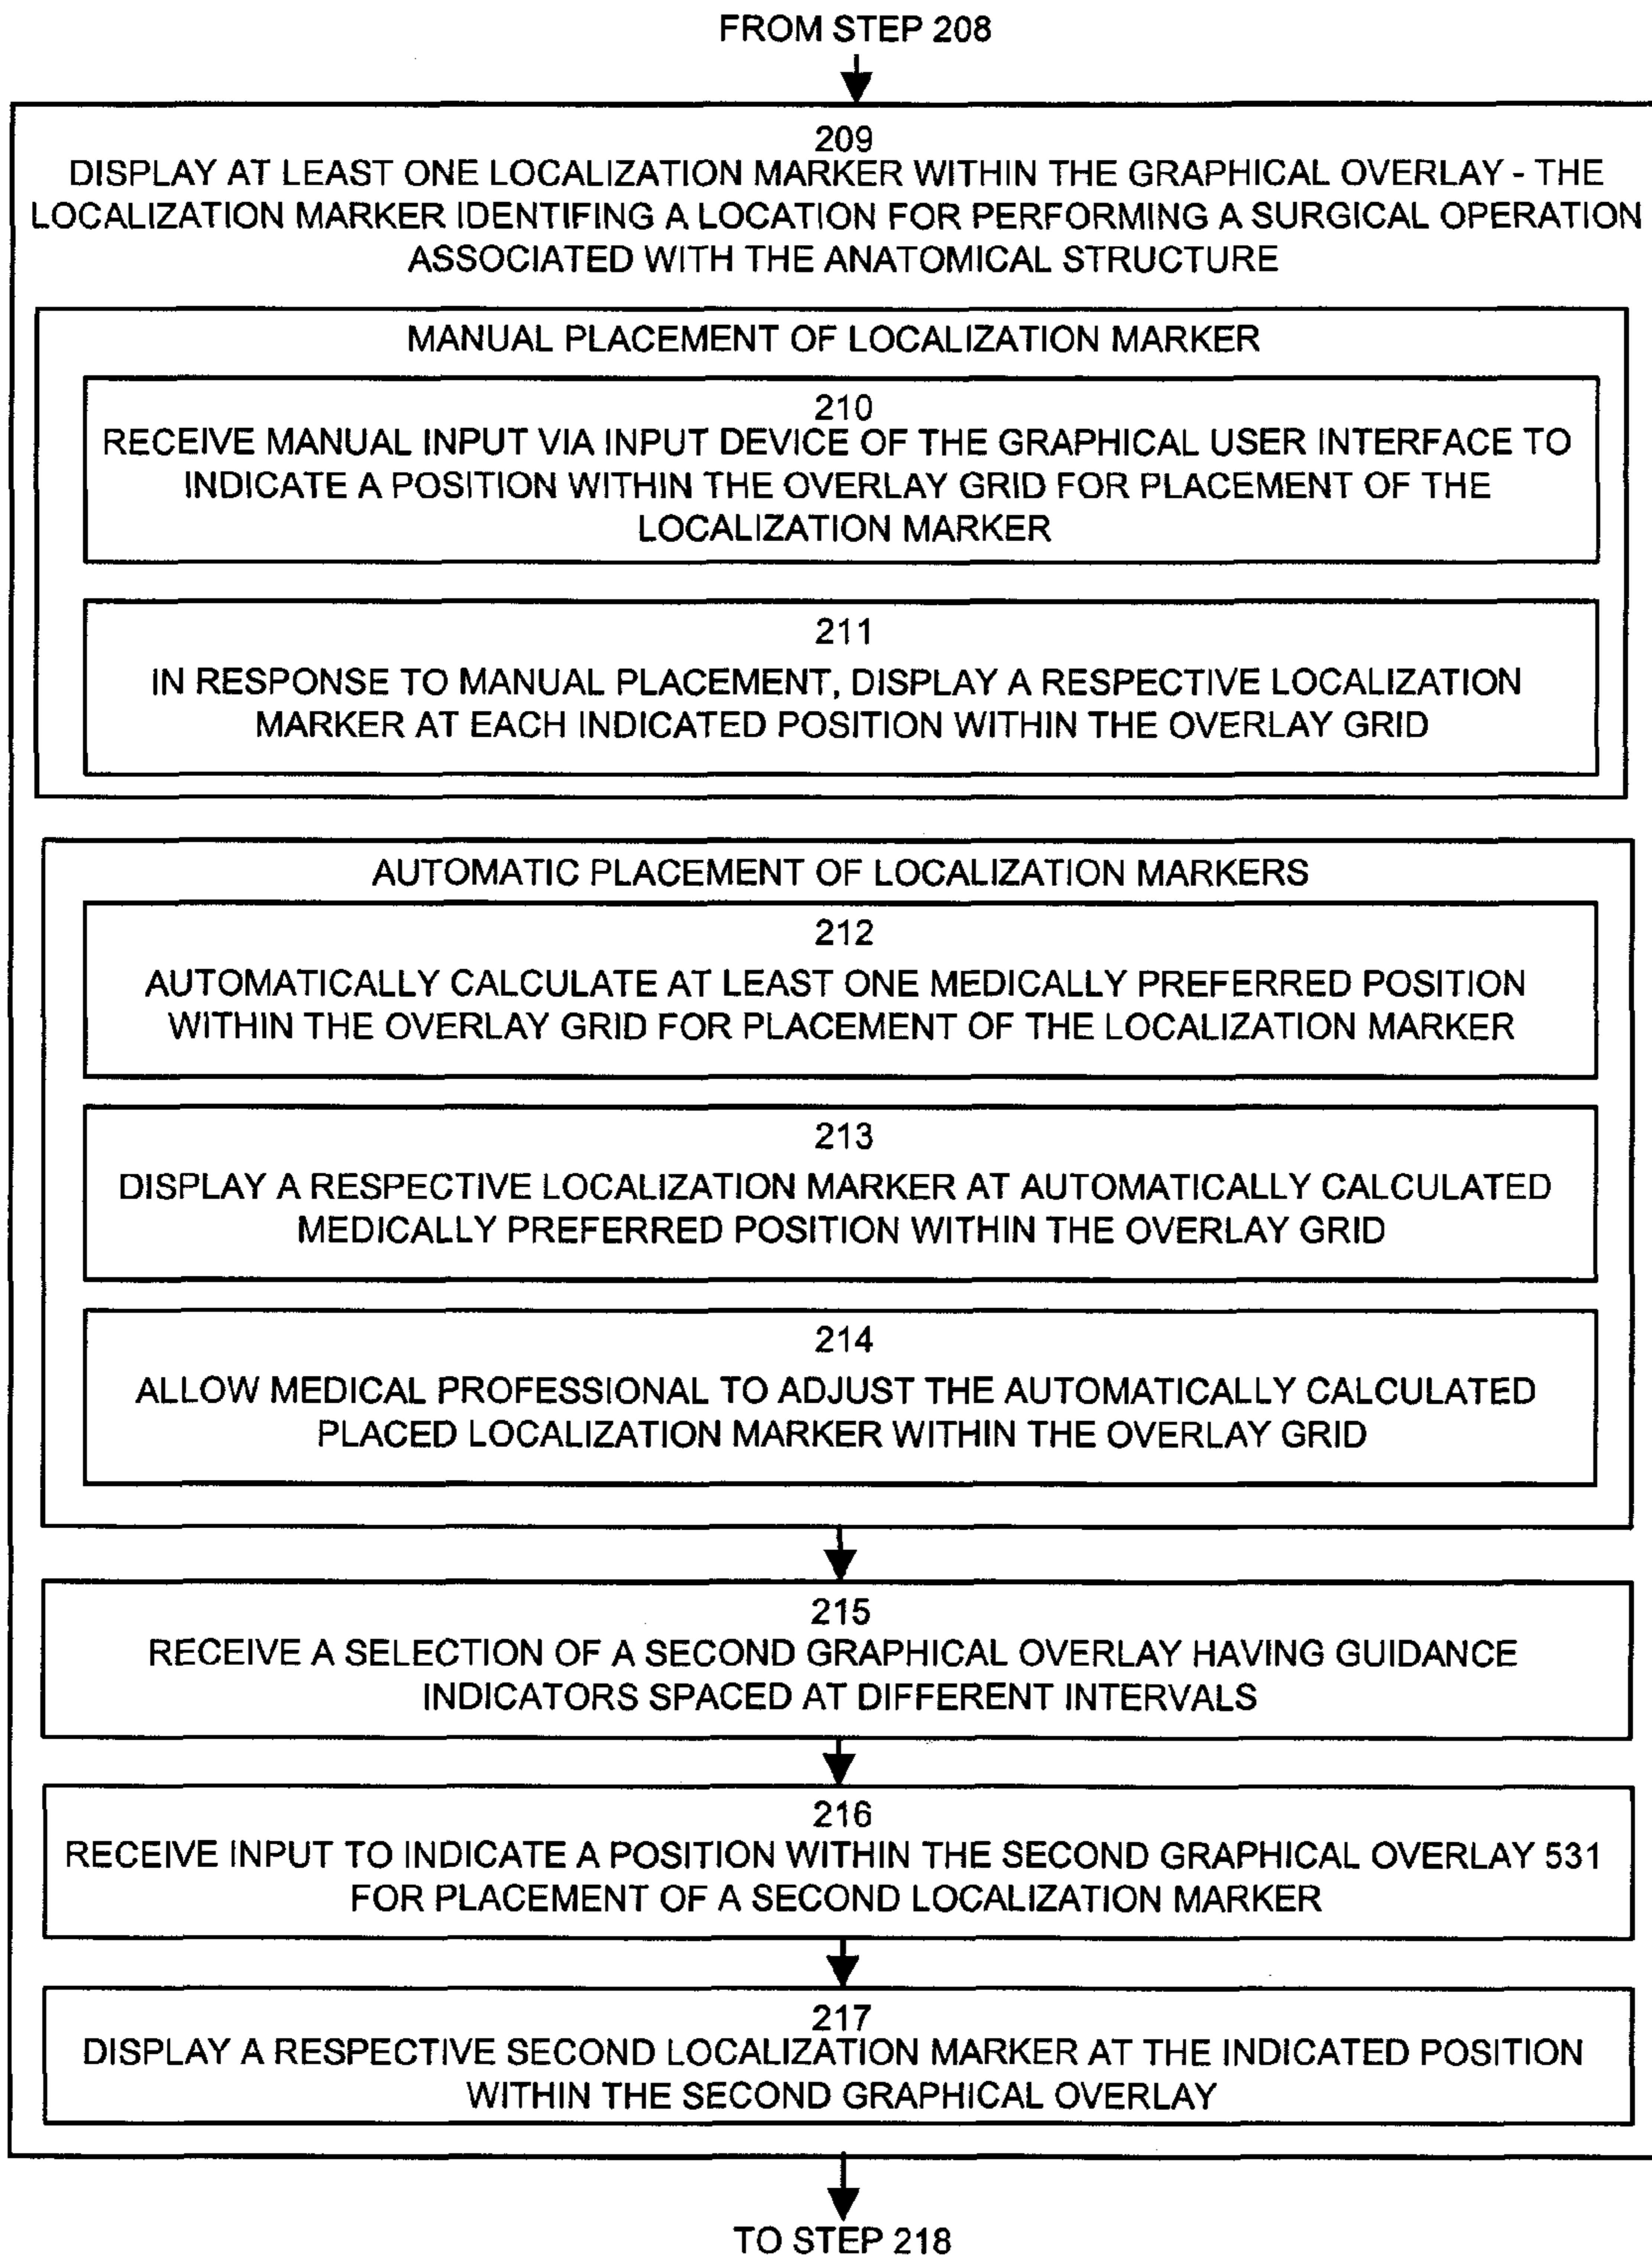 FROM STEP 208
209
DISPLAY AT LEAST ONE LOCALIZATION MARKER WITHIN THE GRAPHICAL OVERLAY - THE
LOCALIZATION MARKER IDENTIFING A LOCATION FOR PERFORMING A SURGICAL OPERATION
ASSOCIATED WITH THE ANATOMICAL STRUCTURE
MANUAL PLACEMENT OF LOCALIZATION MARKER
210
RECEIVE MANUAL INPUT VIA INPUT DEVICE OF THE GRAPHICAL USER INTERFACE TO
INDICATE A POSITION WITHIN THE OVERLAY GRID FOR PLACEMENT OF THE
LOCALIZATION MARKER
211
IN RESPONSE TO MANUAL PLACEMENT, DISPLAY A RESPECTIVE LOCALIZATION
MARKER AT EACH INDICATED POSITION WITHIN THE OVERLAY GRID
AUTOMATIC PLACEMENT OF LOCALIZATION MARKERS
212
AUTOMATICALLY CALCULATE AT LEAST ONE MEDICALLY PREFERRED POSITION
WITHIN THE OVERLAY GRID FOR PLACEMENT OF THE LOCALIZATION MARKER
213
DISPLAY A RESPECTIVE LOCALIZATION MARKER AT AUTOMATICALLY CALCULATED
MEDICALLY PREFERRED POSITION WITHIN THE OVERLAY GRID
214
ALLOW MEDICAL PROFESSIONAL TO ADJUST THE AUTOMATICALLY CALCULATED
PLACED LOCALIZATION MARKER WITHIN THE OVERLAY GRID
215
RECEIVE A SELECTION OF A SECOND GRAPHICAL OVERLAY HAVING GUIDANCE
INDICATORS SPACED AT DIFFERENT INTERVALS
216
RECEIVE INPUT TO INDICATE A POSITION WITHIN THE SECOND GRAPHICAL OVERLAY 531
FOR PLACEMENT OF A SECOND LOCALIZATION MARKER
217
DISPLAY A RESPECTIVE SECOND LOCALIZATION MARKER AT THE INDICATED POSITION
WITHIN THE SECOND GRAPHICAL OVERLAY
TO STEP 218